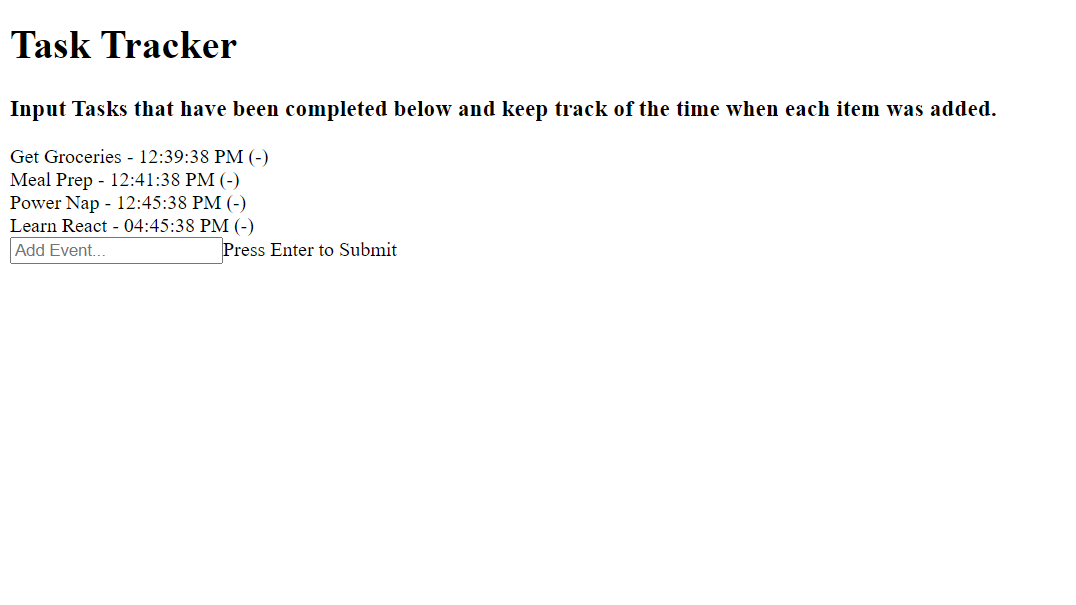 Task Tracker
Input Tasks that have been completed below and keep track of the time when each item was added.
Get Groceries - 12:39:38 PM (-)
Meal Prep - 12:41:38 PM (-)
Power Nap - 12:45:38 PM (-)
Learn React - 04:45:38 PM (-)
Add Event... Press Enter to Submit